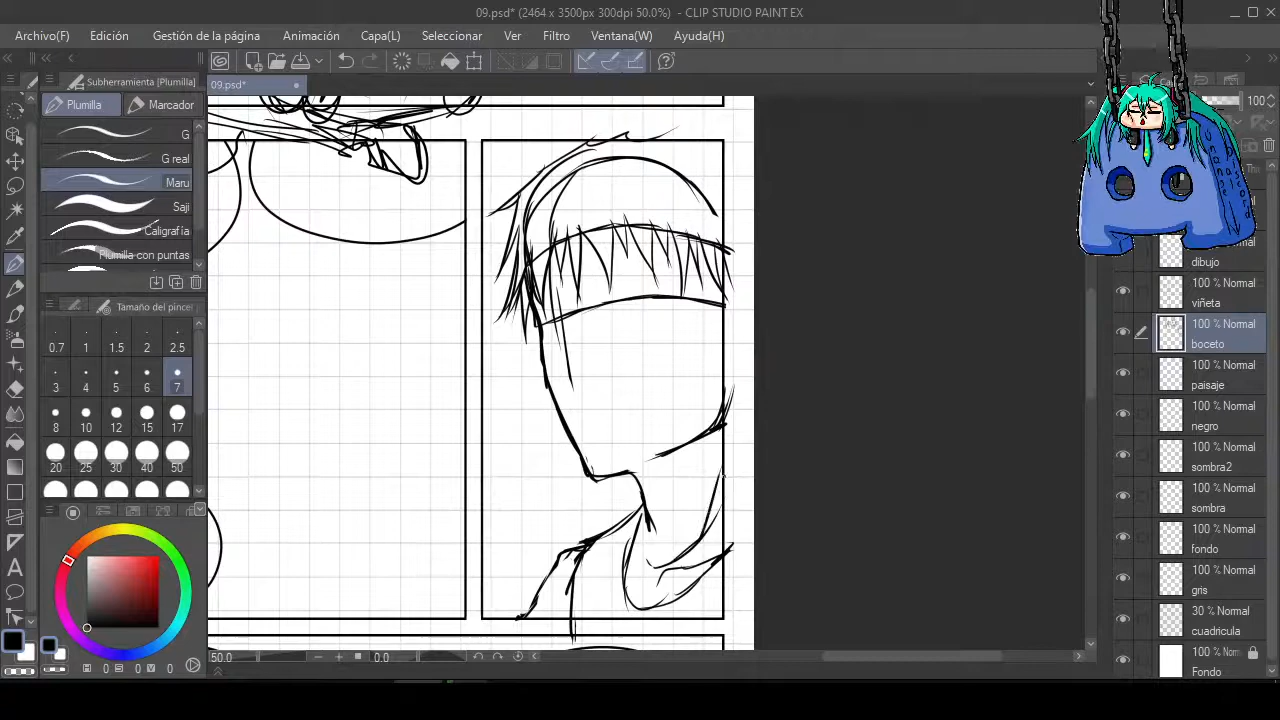 09.psd* (2464 x 3500px 300dpi 50.0%) - CLIP STUDIO PAINT EX
Archivo(F) Edición Gestión de la página Animación Capa(L) Seleccionar Ver Filtro Ventana(W) Ayuda(H)
Subherramienta [Plumilla]
09.psd*
Plumilla Marcador
100
G
G real
Maru
Saji
Caligrafía
Plumilla con puntas
Tamaño del pincel
0.7 1 1.5 2 2.5
3 4 5 6 7
8 10 12 15 17
20 25 30 40 50
dibujo
100 % Normal
viñeta
100 % Normal
boceto
100 % Normal
paisaje
100 % Normal
negro
100 % Normal
sombra2
100 % Normal
sombra
100 % Normal
fondo
100 % Normal
gris
30 % Normal
cuadricula
100 % Norm
Fondo
50.0 0.0
H 0 S 0 V 0